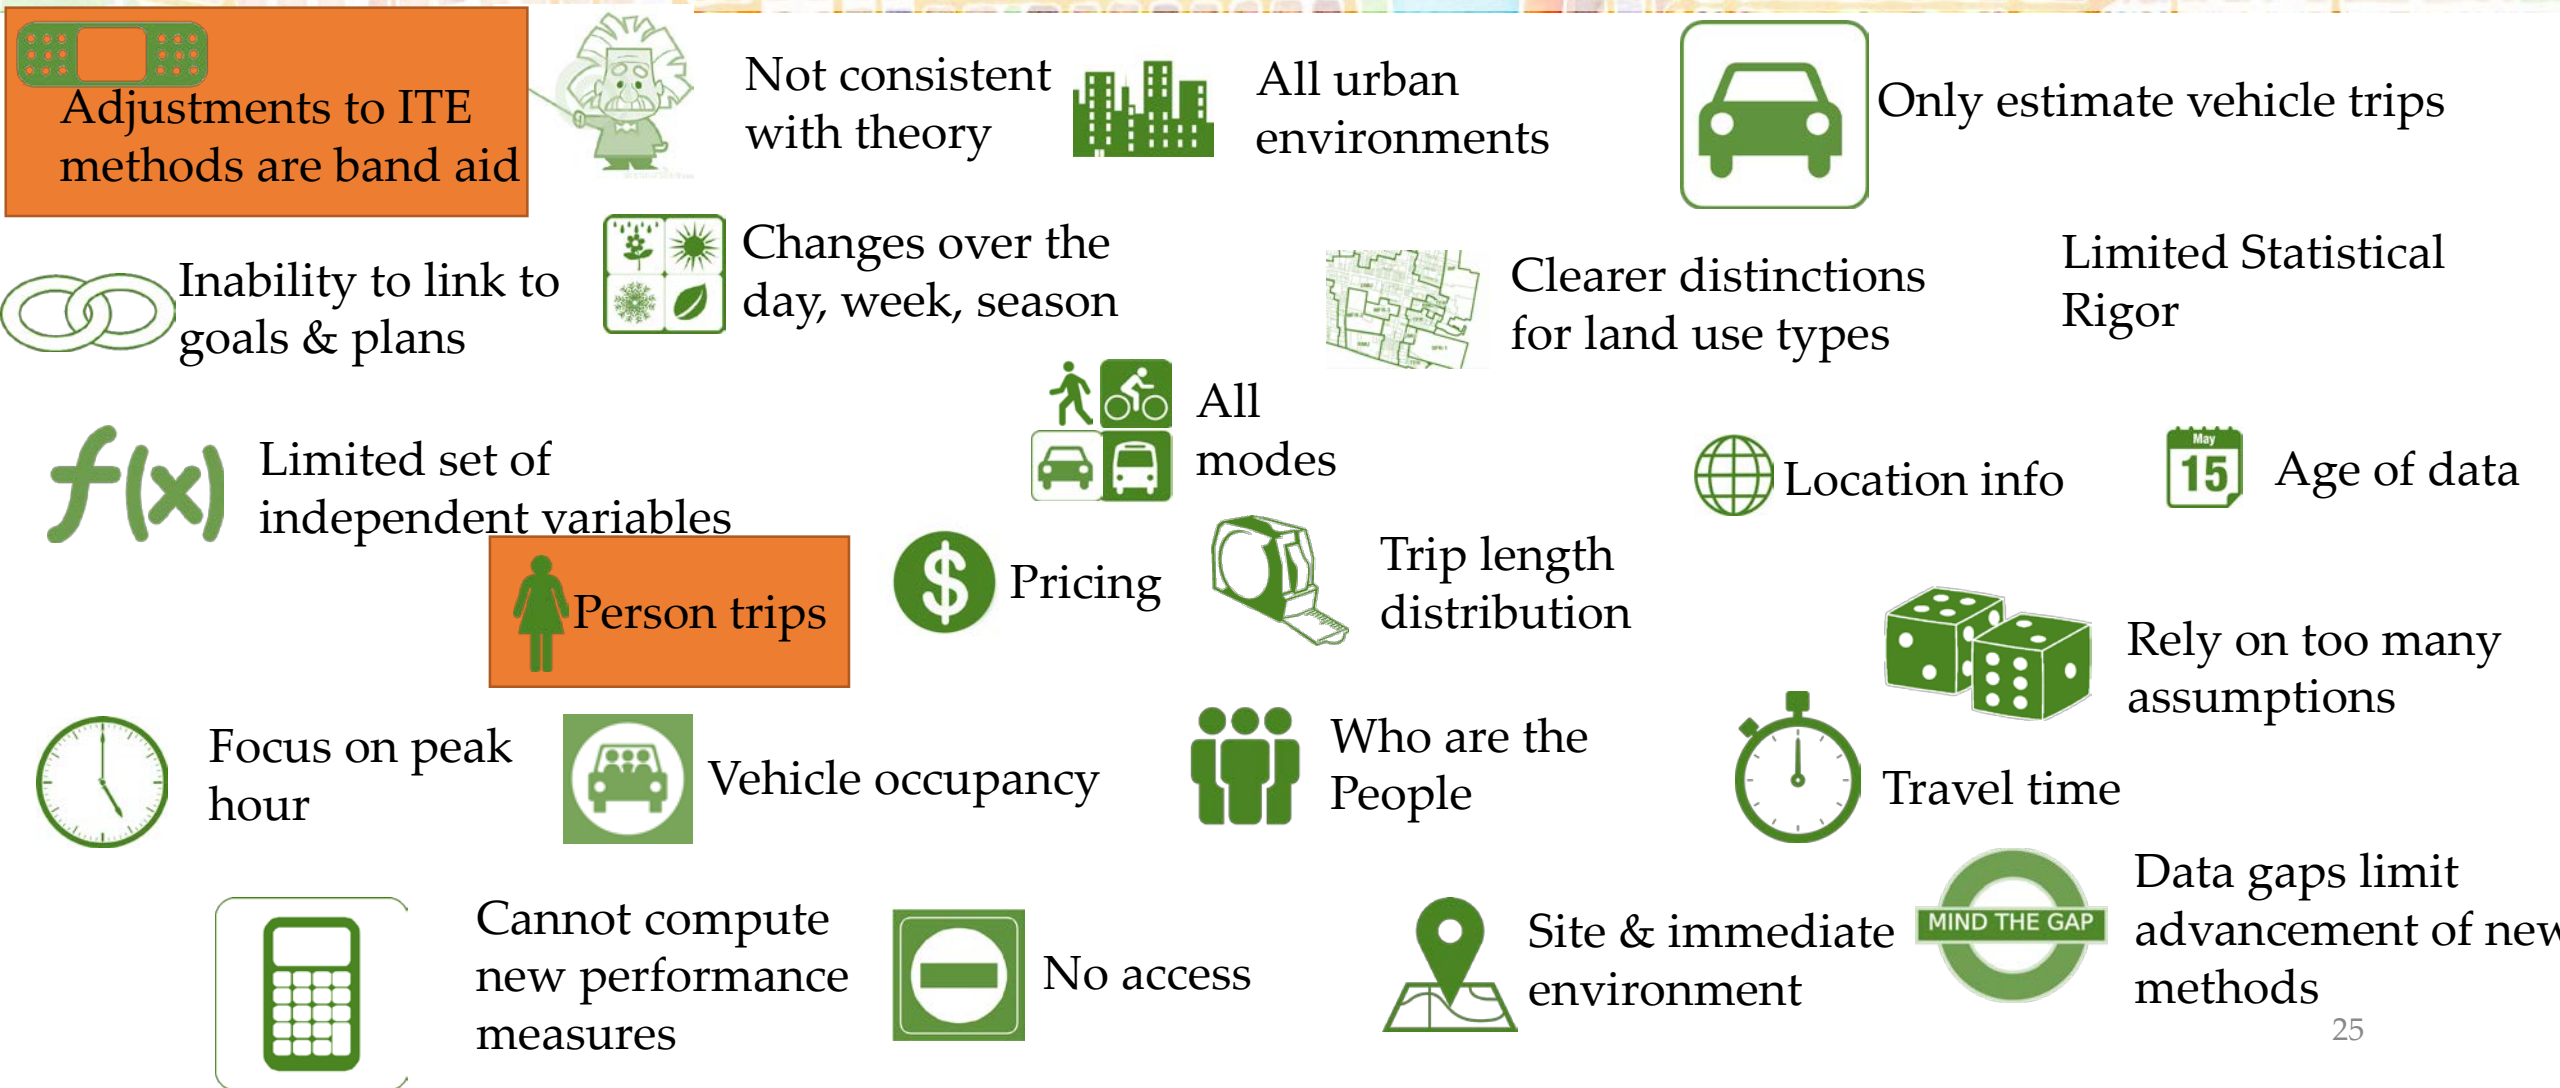 Adjustments to ITE
methods are band aid
Not consistent
with theory
All urban
environments
Only estimate vehicle trips
Inability to link to
goals & plans
Changes over the
day, week, season
Clearer distinctions
for land use types
Limited Statistical
Rigor
f(x)
Limited set of
independent variables
All
modes
Location info
May
15
Age of data
Person trips
$
Pricing
Trip length
distribution
Rely on too many
assumptions
Focus on peak
hour
Vehicle occupancy
Who are the
People
Travel time
Cannot compute
new performance
measures
No access
Site & immediate
environment
MIND THE GAP
Data gaps limit
advancement of new
methods
25